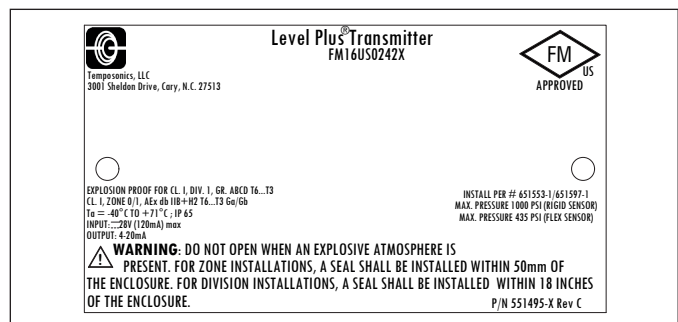 Level Plus® Transmitter
FM16US0242X
FM
US
APPROVED
Temposonics, LLC
3001 Sheldon Drive, Cary, N.C. 27513
EXPLOSION PROOF FOR CL. I, DIV. 1, GR. ABCD T6...T3
CL. I, ZONE 0/1, AEx db IIB+H2 T6...T3 Ga/Gb
Ta = -40°C TO +71°C ; IP 65
INPUT: ⎓28V (120mA) max
OUTPUT: 4-20mA
INSTALL PER # 651553-1/651597-1
MAX. PRESSURE 1000 PSI (RIGID SENSOR)
MAX. PRESSURE 435 PSI (FLEX SENSOR)
WARNING: DO NOT OPEN WHEN AN EXPLOSIVE ATMOSPHERE IS
PRESENT. FOR ZONE INSTALLATIONS, A SEAL SHALL BE INSTALLED WITHIN 50mm OF
THE ENCLOSURE. FOR DIVISION INSTALLATIONS, A SEAL SHALL BE INSTALLED WITHIN 18 INCHES
OF THE ENCLOSURE.
P/N 551495-X Rev C